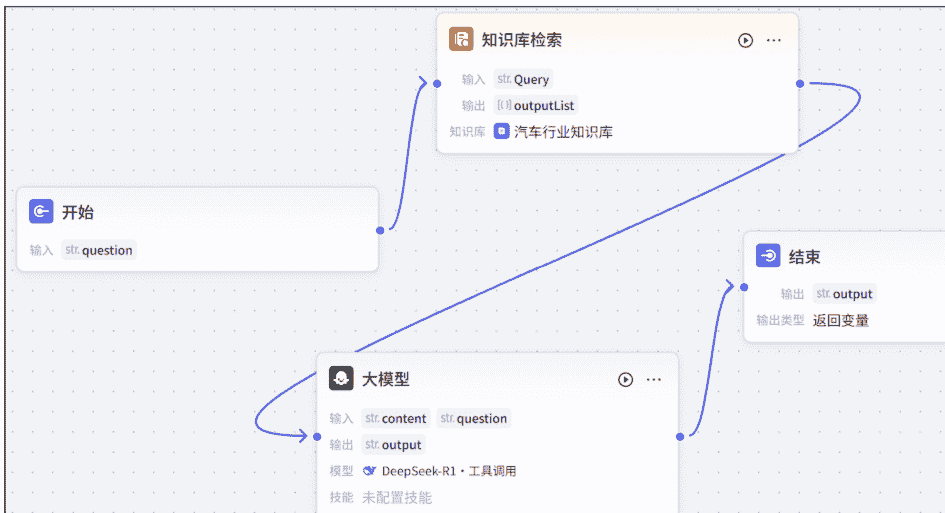 知识库检索
输入 str. Query
输出 [()] outputList
知识库 汽车行业知识库
开始
输入 str. question
结束
输出 str. output
输出类型 返回变量
大模型
输入 str. content str. question
输出 str. output
模型 DeepSeek-R1·工具调用
技能 未配置技能